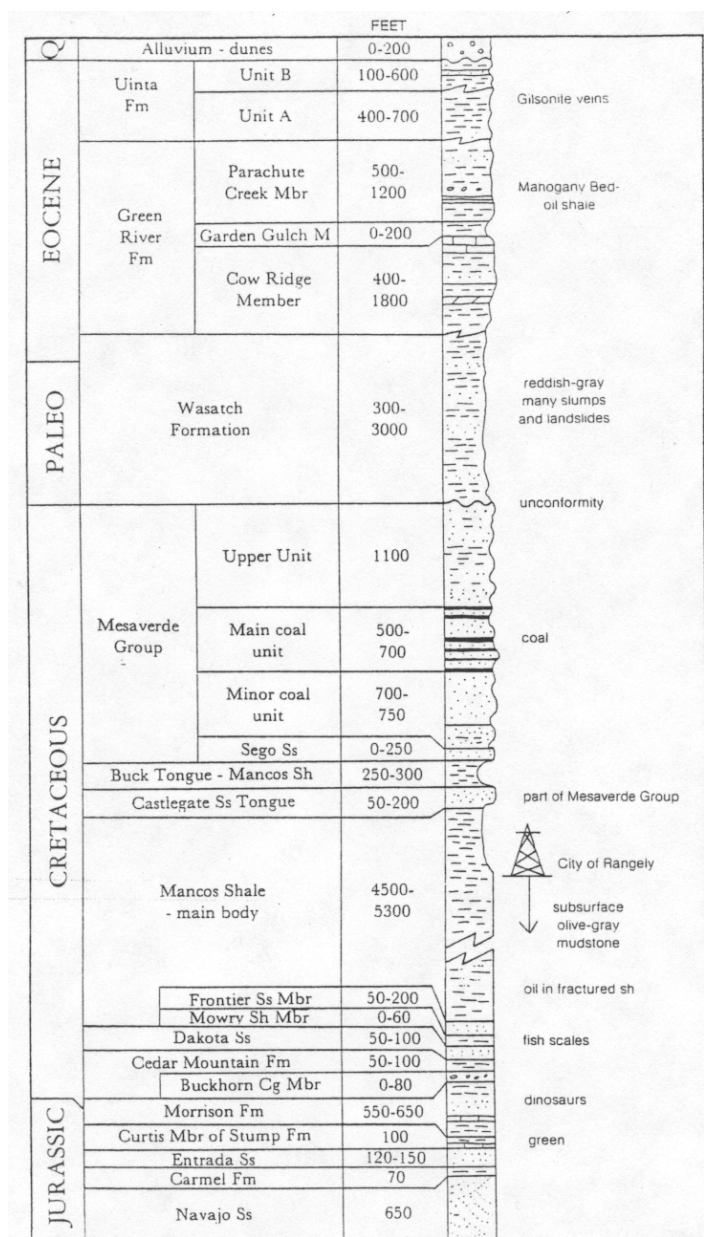 FEET
Q
Alluvium - dunes
0-200
EOCENE
Uinta
Fm
Unit B
100-600
Unit A
400-700
Gilsonite veins
Green
River
Fm
Parachute
Creek Mbr
500-
1200
Mahogany Bed-
oil shale
Garden Gulch M
0-200
Cow Ridge
Member
400-
1800
PALEO
Wasatch
Formation
300-
3000
reddish-gray
many slumps
and landslides
unconformity
CRETACEOUS
Mesaverde
Group
Upper Unit
1100
Main coal
unit
500-
700
coal
Minor coal
unit
700-
750
Sego Ss
0-250
Buck Tongue - Mancos Sh
250-300
Castlegate Ss Tongue
50-200
part of Mesaverde Group
City of Rangely
Mancos Shale
- main body
4500-
5300
subsurface
olive-gray
mudstone
oil in fractured sh
Frontier Ss Mbr
50-200
Mowry Sh Mbr
0-60
Dakota Ss
50-100
fish scales
Cedar Mountain Fm
50-100
Buckhorn Cg Mbr
0-80
JURASSIC
Morrison Fm
550-650
dinosaurs
Curtis Mbr of Stump Fm
100
green
Entrada Ss
120-150
Carmel Fm
70
Navajo Ss
650